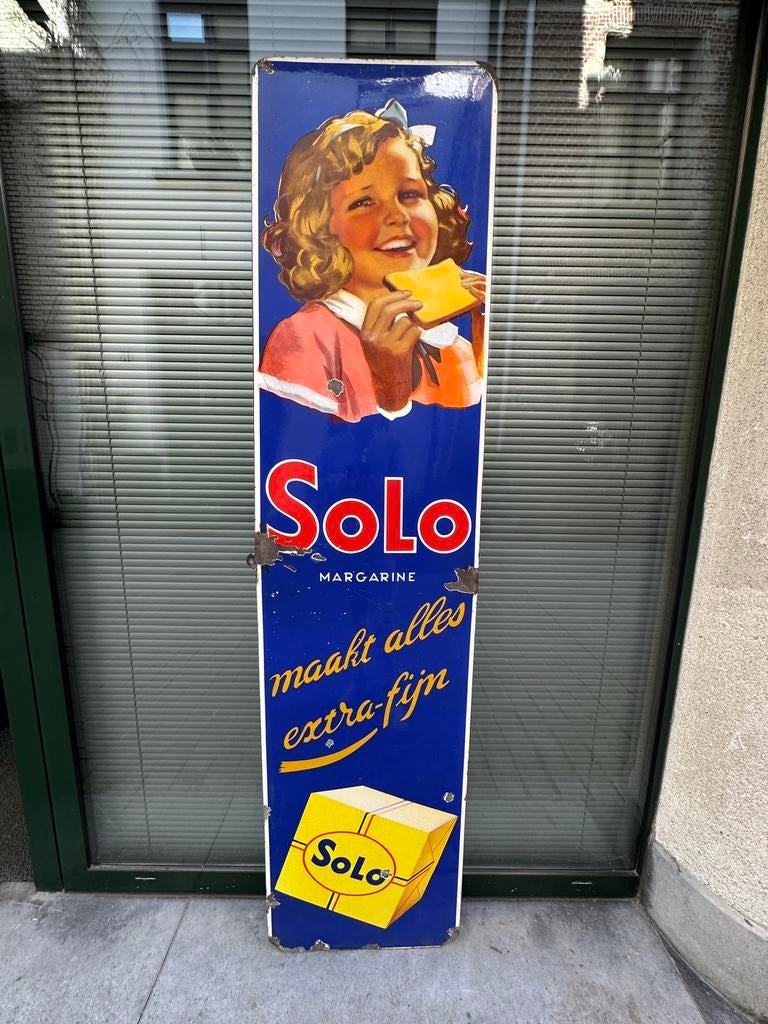 SoLo
MARGARINE
maakt alles
extra-fijn
SoLo